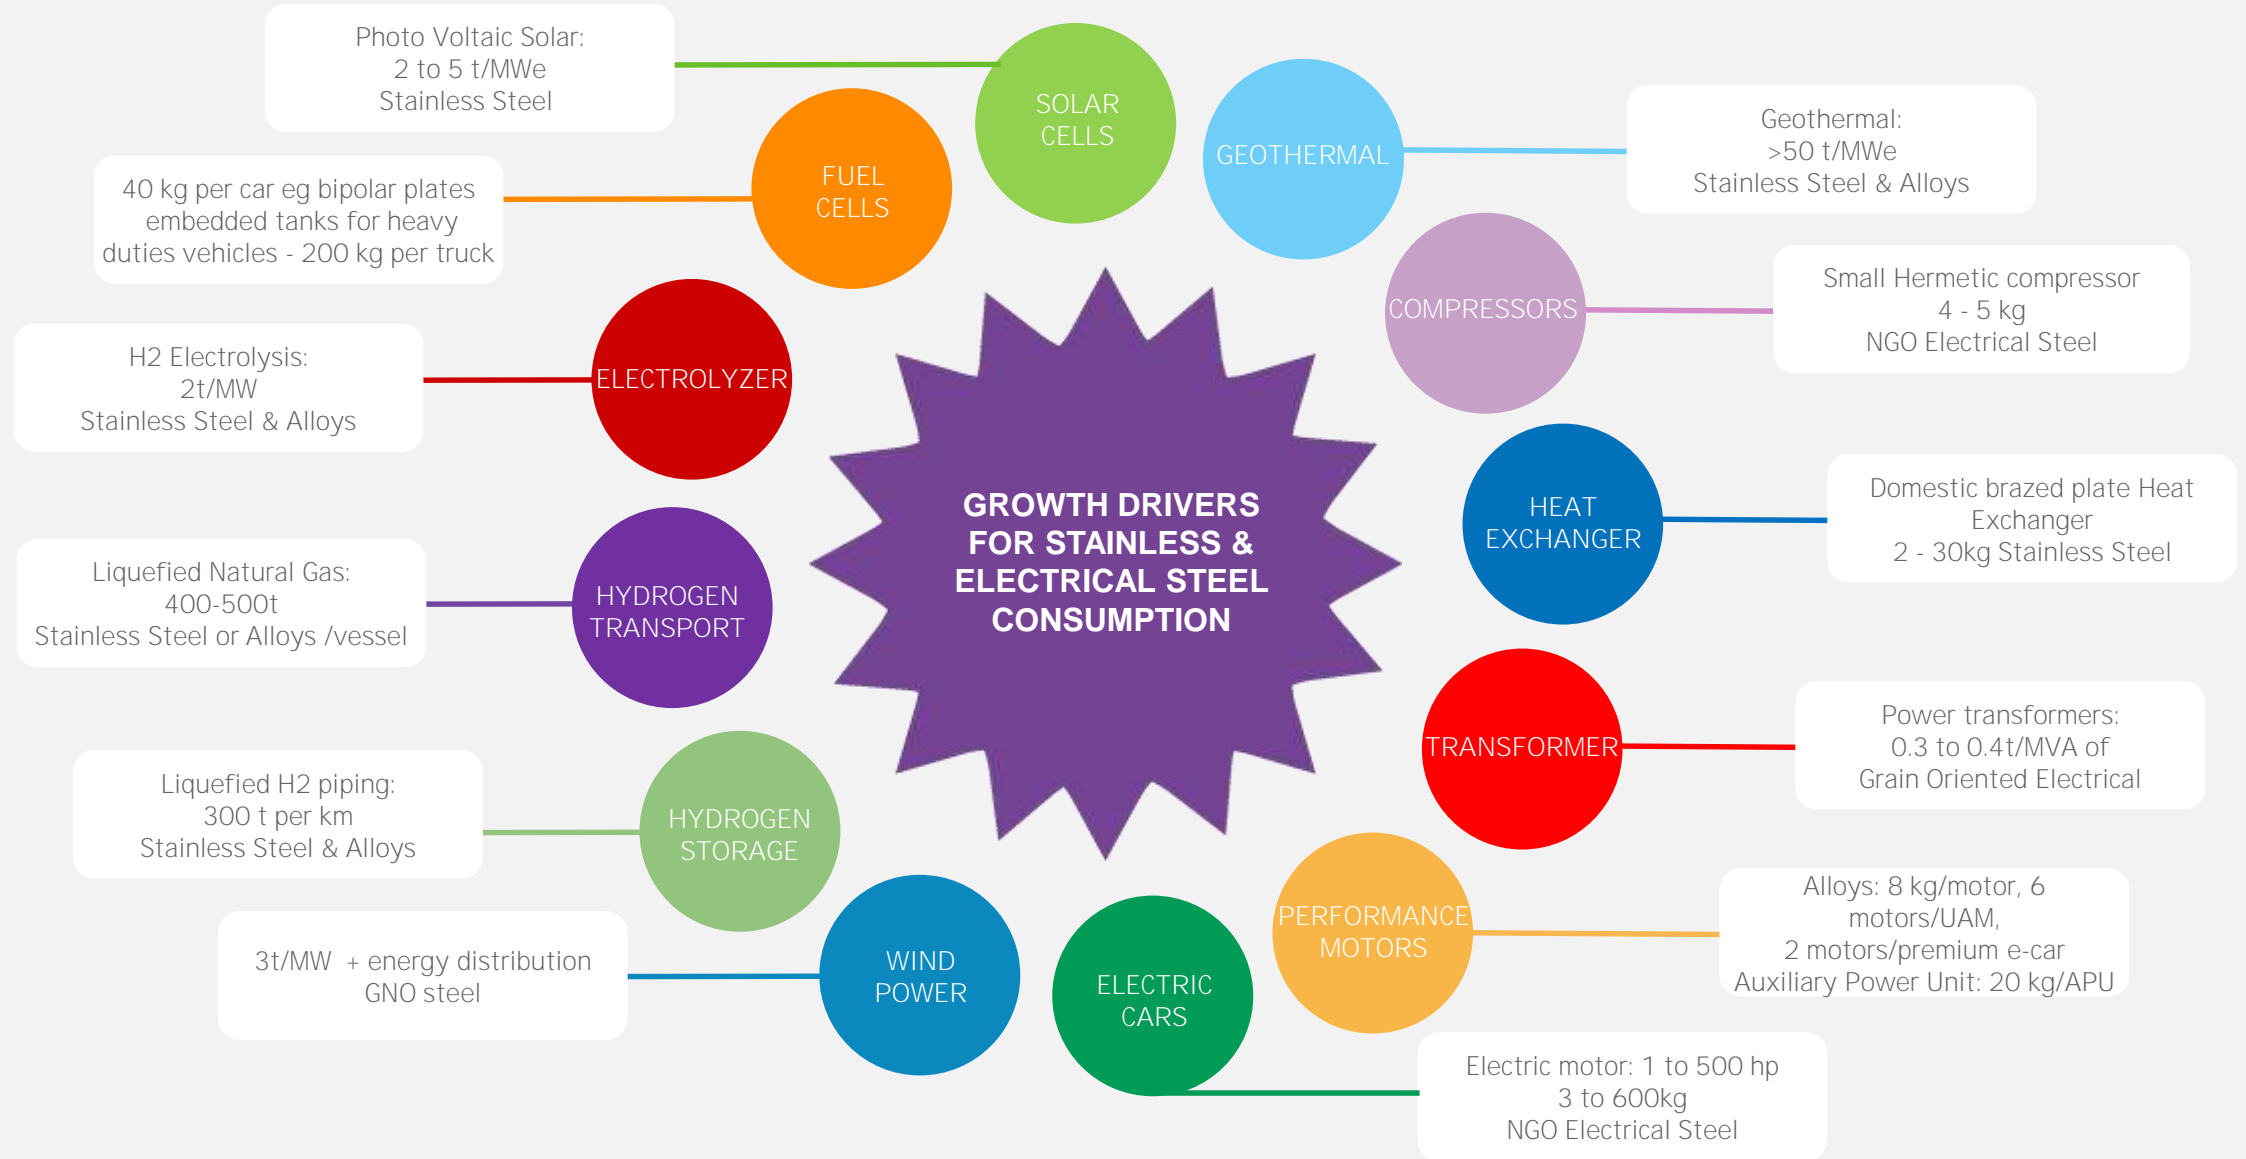 Photo Voltaic Solar:
2 to 5 t/MWe
Stainless Steel
SOLAR
CELLS
GEOTHERMAL
Geothermal:
>50 t/MWe
Stainless Steel & Alloys
40 kg per car eg bipolar plates
embedded tanks for heavy
duties vehicles - 200 kg per truck
FUEL
CELLS
COMPRESSORS
Small Hermetic compressor
4 - 5 kg
NGO Electrical Steel
H2 Electrolysis:
2t/MW
Stainless Steel & Alloys
ELECTROLYZER
GROWTH DRIVERS
FOR STAINLESS &
ELECTRICAL STEEL
CONSUMPTION
HEAT
EXCHANGER
Domestic brazed plate Heat
Exchanger
2 - 30kg Stainless Steel
Liquefied Natural Gas:
400-500t
Stainless Steel or Alloys /vessel
HYDROGEN
TRANSPORT
TRANSFORMER
Power transformers:
0.3 to 0.4t/MVA of
Grain Oriented Electrical
Liquefied H2 piping:
300 t per km
Stainless Steel & Alloys
HYDROGEN
STORAGE
PERFORMANCE
MOTORS
Alloys: 8 kg/motor, 6
motors/UAM,
2 motors/premium e-car
Auxiliary Power Unit: 20 kg/APU
3t/MW + energy distribution
GNO steel
WIND
POWER
ELECTRIC
CARS
Electric motor: 1 to 500 hp
3 to 600kg
NGO Electrical Steel